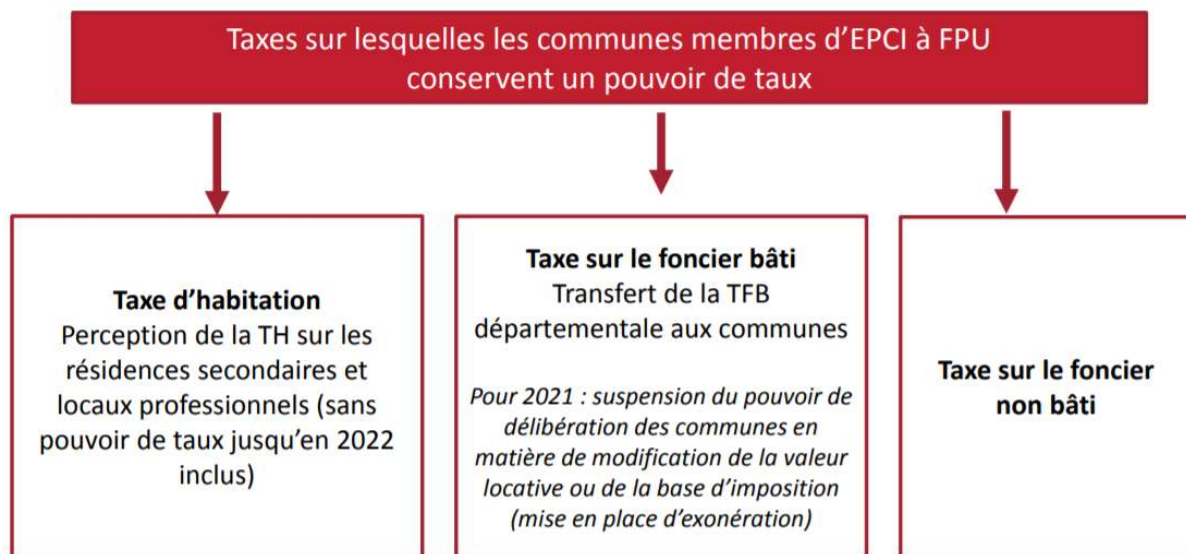 Taxes sur lesquelles les communes membres d’EPCI à FPU
conservent un pouvoir de taux
Taxe d’habitation
Perception de la TH sur les
résidences secondaires et
locaux professionnels (sans
pouvoir de taux jusqu’en 2022
inclus)
Taxe sur le foncier bâti
Transfert de la TFB
départementale aux communes
Pour 2021 : suspension du pouvoir de
délibération des communes en
matière de modification de la valeur
locative ou de la base d’imposition
(mise en place d’exonération)
Taxe sur le foncier
non bâti